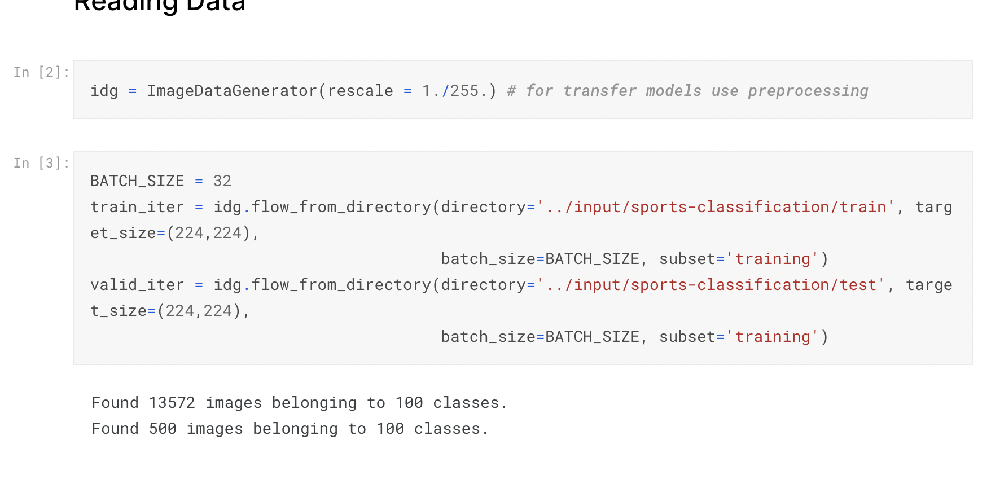 Reading Data
In [2]:
idg = ImageDataGenerator(rescale = 1./255.) # for transfer models use preprocessing
In [3]:
BATCH_SIZE = 32
train_iter = idg.flow_from_directory(directory='../input/sports-classification/train', targ
et_size=(224,224),
batch_size=BATCH_SIZE, subset='training')
valid_iter = idg.flow_from_directory(directory='../input/sports-classification/test', targe
t_size=(224,224),
batch_size=BATCH_SIZE, subset='training')
Found 13572 images belonging to 100 classes.
Found 500 images belonging to 100 classes.